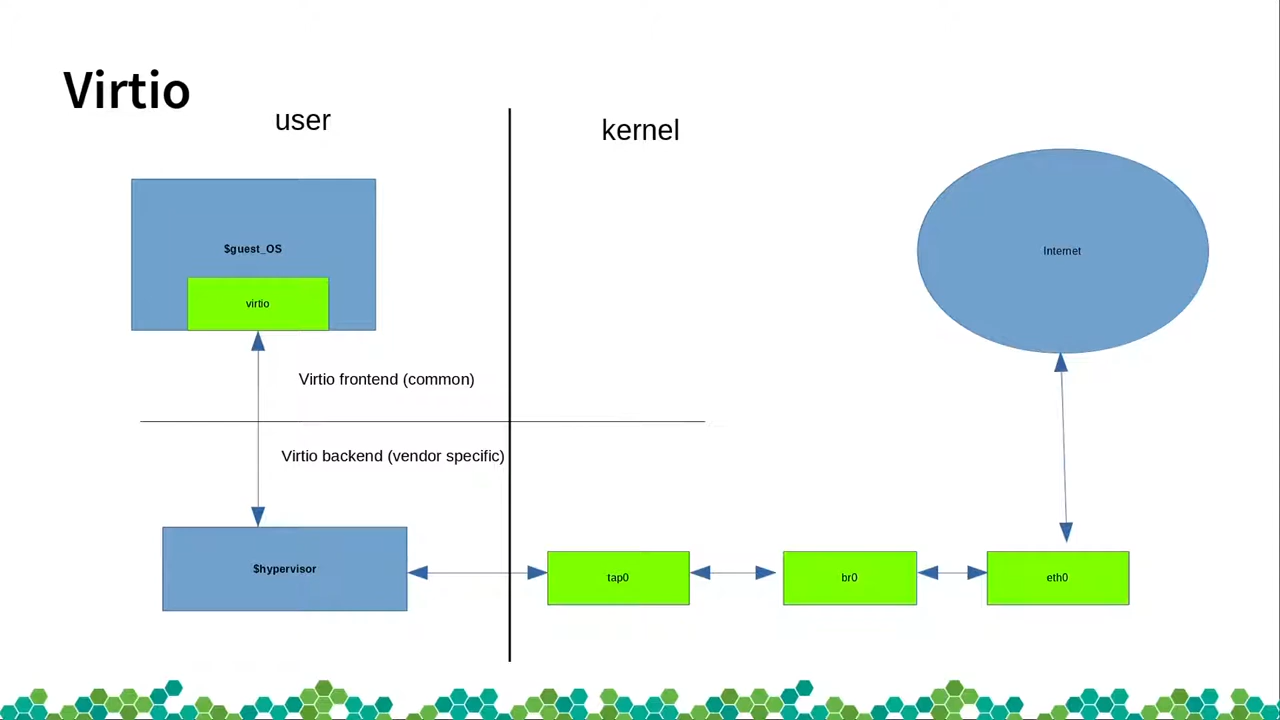 Virtio
user
kernel
$guest_OS
virtio
Internet
Virtio frontend (common)
Virtio backend (vendor specific)
$hypervisor
tap0
br0
eth0